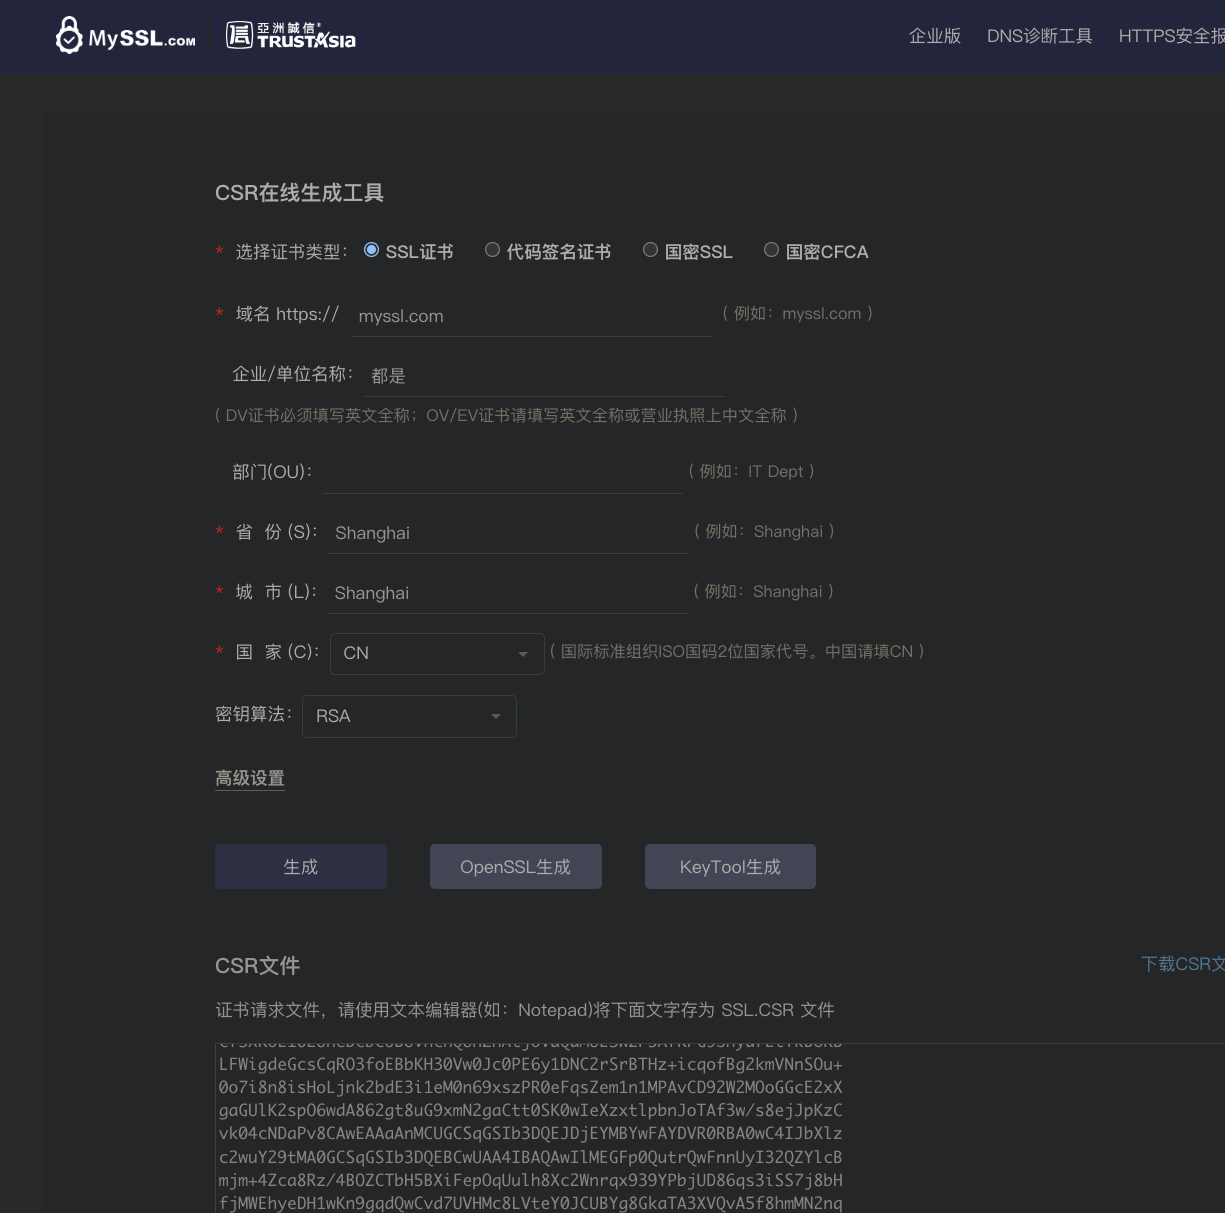 MySSL.COM 亞洲誠信® TRUSTAsia 企业版 DNS诊断工具 HTTPS安全报
CSR在线生成工具
* 选择证书类型: SSL证书 代码签名证书 国密SSL 国密CFCA
* 域名 https:// myssl.com ( 例如: myssl.com )
企业/单位名称: 都是
( DV证书必须填写英文全称; OV/EV证书请填写英文全称或营业执照上中文全称 )
部门(OU): ( 例如: IT Dept )
* 省 份 (S): Shanghai ( 例如: Shanghai )
* 城 市 (L): Shanghai ( 例如: Shanghai )
* 国 家 (C): CN ( 国际标准组织ISO国码2位国家代号。中国请填CN )
密钥算法: RSA
高级设置
生成 OpenSSL生成 KeyTool生成
CSR文件 下载CSR文
证书请求文件，请使用文本编辑器(如：Notepad)将下面文字存为 SSL.CSR 文件
LFWigdeGcsCqRO3foEBbKH30Vw0Jc0PE6y1DNC2rSrBTHz+icqofBg2kmVNnSOu+
0o7i8n8isHoLjnk2bdE3i1eM0n69xszPR0eFqsZem1n1MPAvCD92W2MOoGGcE2xX
gaGUlK2spO6wdA862gt8uG9xmN2gaCtt0SK0wIeXzxtlpbnJoTAf3w/s8ejJpKzC
vk04cNDaPv8CAwEAAaAnMCUGCSqGSIb3DQEJDjEYMBYwFAYDVR0RBA0wC4IJbXlz
c2wuY29tMA0GCSqGSIb3DQEBCwUAA4IBAQAwIlMEGFp0QutrQwFnnUyI32QZYlcB
mjm+4Zca8Rz/4BOZCTbH5BXiFepOqUulh8Xc2Wnrqx939YPbjUD86qs3iSS7j8bH
fjMWEhyeDH1wKn9gqdQwCvd7UVHMc8LVteY0JCUBYg8GkaTA3XVQvA5f8hmMN2nq